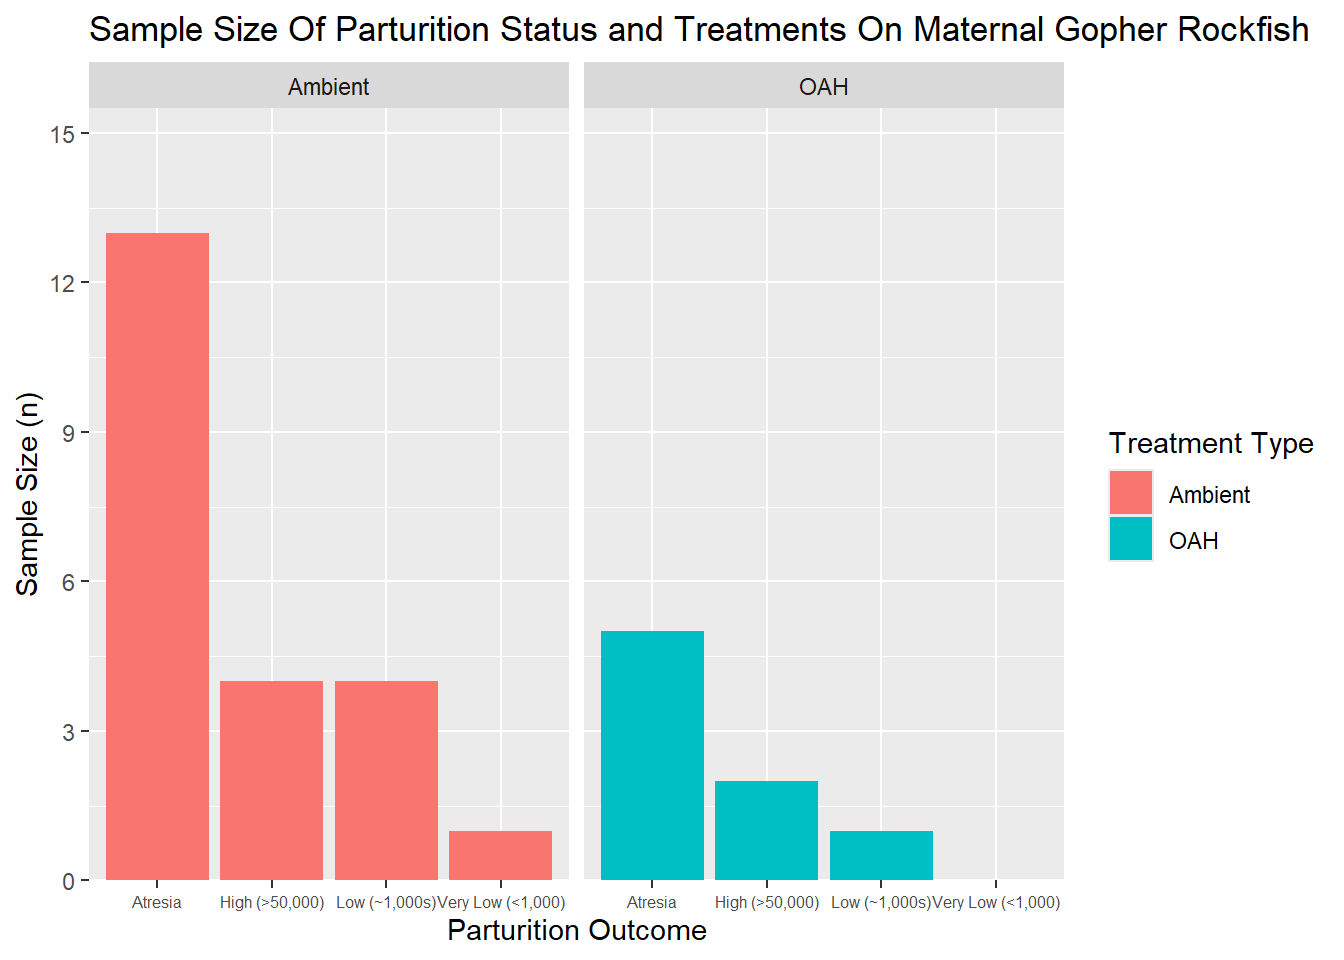 Sample Size Of Parturition Status and Treatments On Maternal Gopher Rockfish
Ambient
OAH
15
12
9
6
3
0
Sample Size (n)
Atresia
High (>50,000)
Low (~1,000s)
Very Low (<1,000)
Atresia
High (>50,000)
Low (~1,000s)
Very Low (<1,000)
Parturition Outcome
Treatment Type
Ambient
OAH